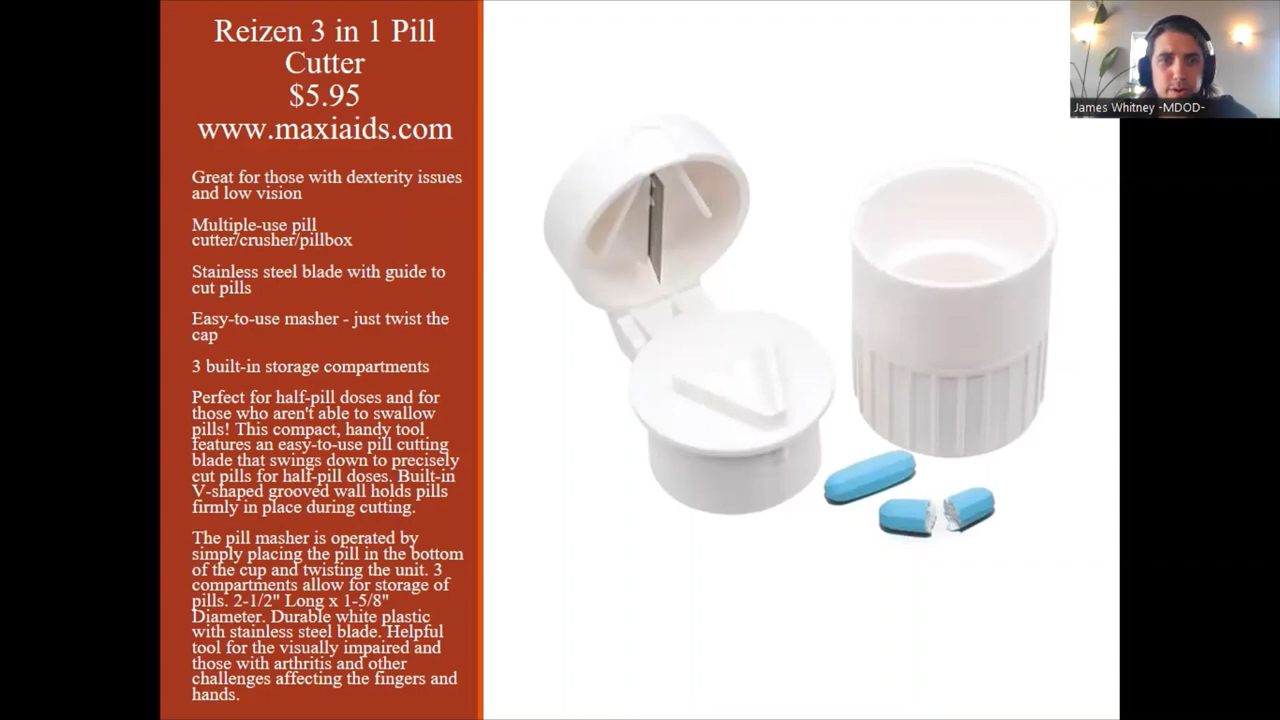 Reizen 3 in 1 Pill
Cutter
$5.95
www.maxiaids.com
Great for those with dexterity issues
and low vision
Multiple-use pill
cutter/crusher/pillbox
Stainless steel blade with guide to
cut pills
Easy-to-use masher - just twist the
cap
3 built-in storage compartments
Perfect for half-pill doses and for
those who aren't able to swallow
pills! This compact, handy tool
features an easy-to-use pill cutting
blade that swings down to precisely
cut pills for half-pill doses. Built-in
V-shaped grooved wall holds pills
firmly in place during cutting.
The pill masher is operated by
simply placing the pill in the bottom
of the cup and twisting the unit. 3
compartments allow for storage of
pills. 2-1/2" Long x 1-5/8"
Diameter. Durable white plastic
with stainless steel blade. Helpful
tool for the visually impaired and
those with arthritis and other
challenges affecting the fingers and
hands.
James Whitney -MDOD-